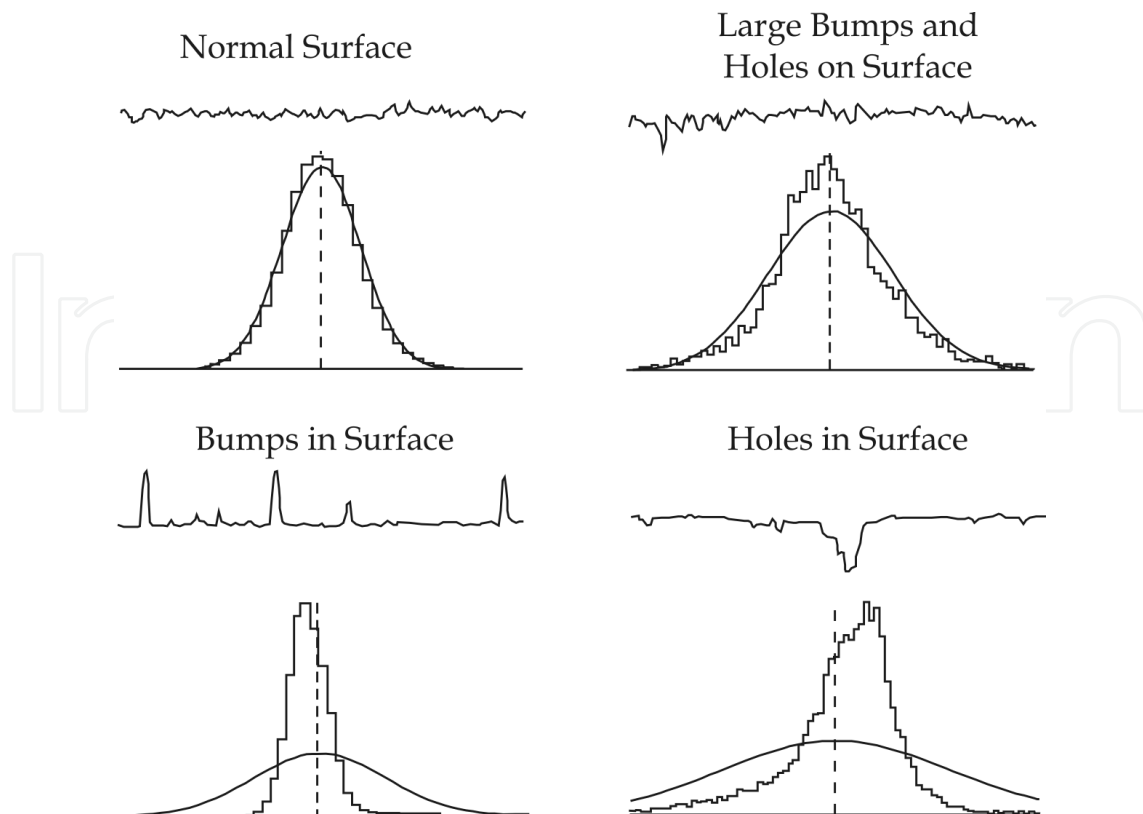 Normal Surface
Large Bumps and
Holes on Surface
Bumps in Surface
Holes in Surface